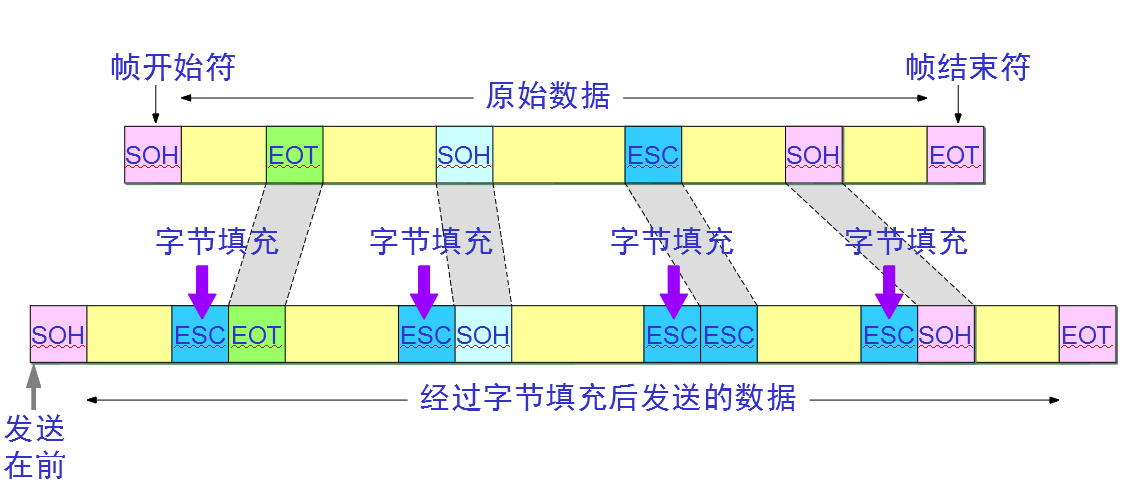 帧开始符
帧结束符
原始数据
SOH EOT SOH ESC SOH EOT
字节填充 字节填充 字节填充 字节填充
SOH ESC EOT ESC SOH ESC ESC ESC SOH EOT
经过字节填充后发送的数据
发送
在前